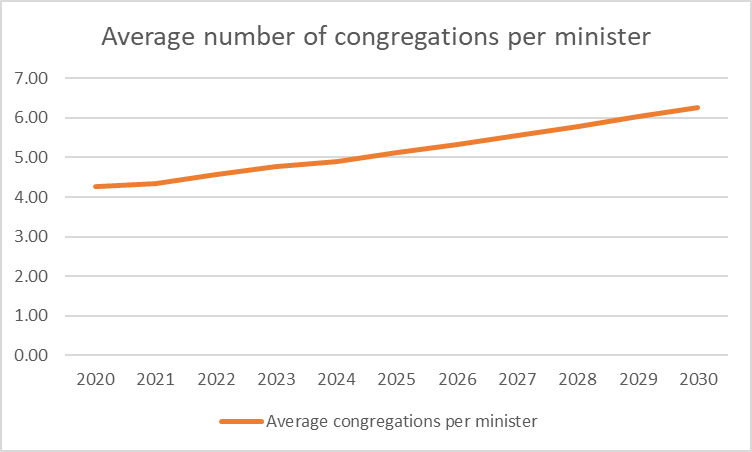 Average number of congregations per minister
7.00
6.00
5.00
4.00
3.00
2.00
1.00
0.00
2020 2021 2022 2023 2024 2025 2026 2027 2028 2029 2030
Average congregations per minister